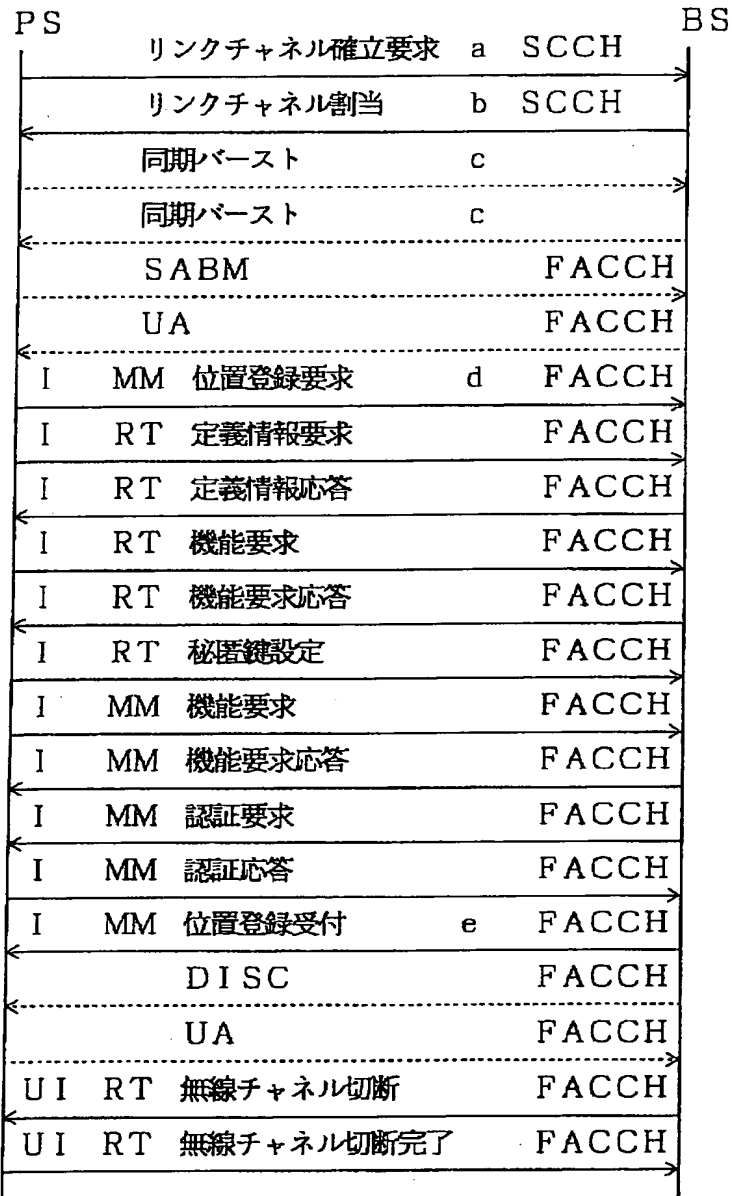 PS BS
リンクチャネル確立要求 a SCCH
リンクチャネル割当 b SCCH
同期バースト c
同期バースト c
SABM FACCH
UA FACCH
I MM 位置登録要求 d FACCH
I RT 定義情報要求 FACCH
I RT 定義情報応答 FACCH
I RT 機能要求 FACCH
I RT 機能要求応答 FACCH
I RT 秘匿鍵設定 FACCH
I MM 機能要求 FACCH
I MM 機能要求応答 FACCH
I MM 認証要求 FACCH
I MM 認証応答 FACCH
I MM 位置登録受付 e FACCH
DISC FACCH
UA FACCH
UI RT 無線チャネル切断 FACCH
UI RT 無線チャネル切断完了 FACCH